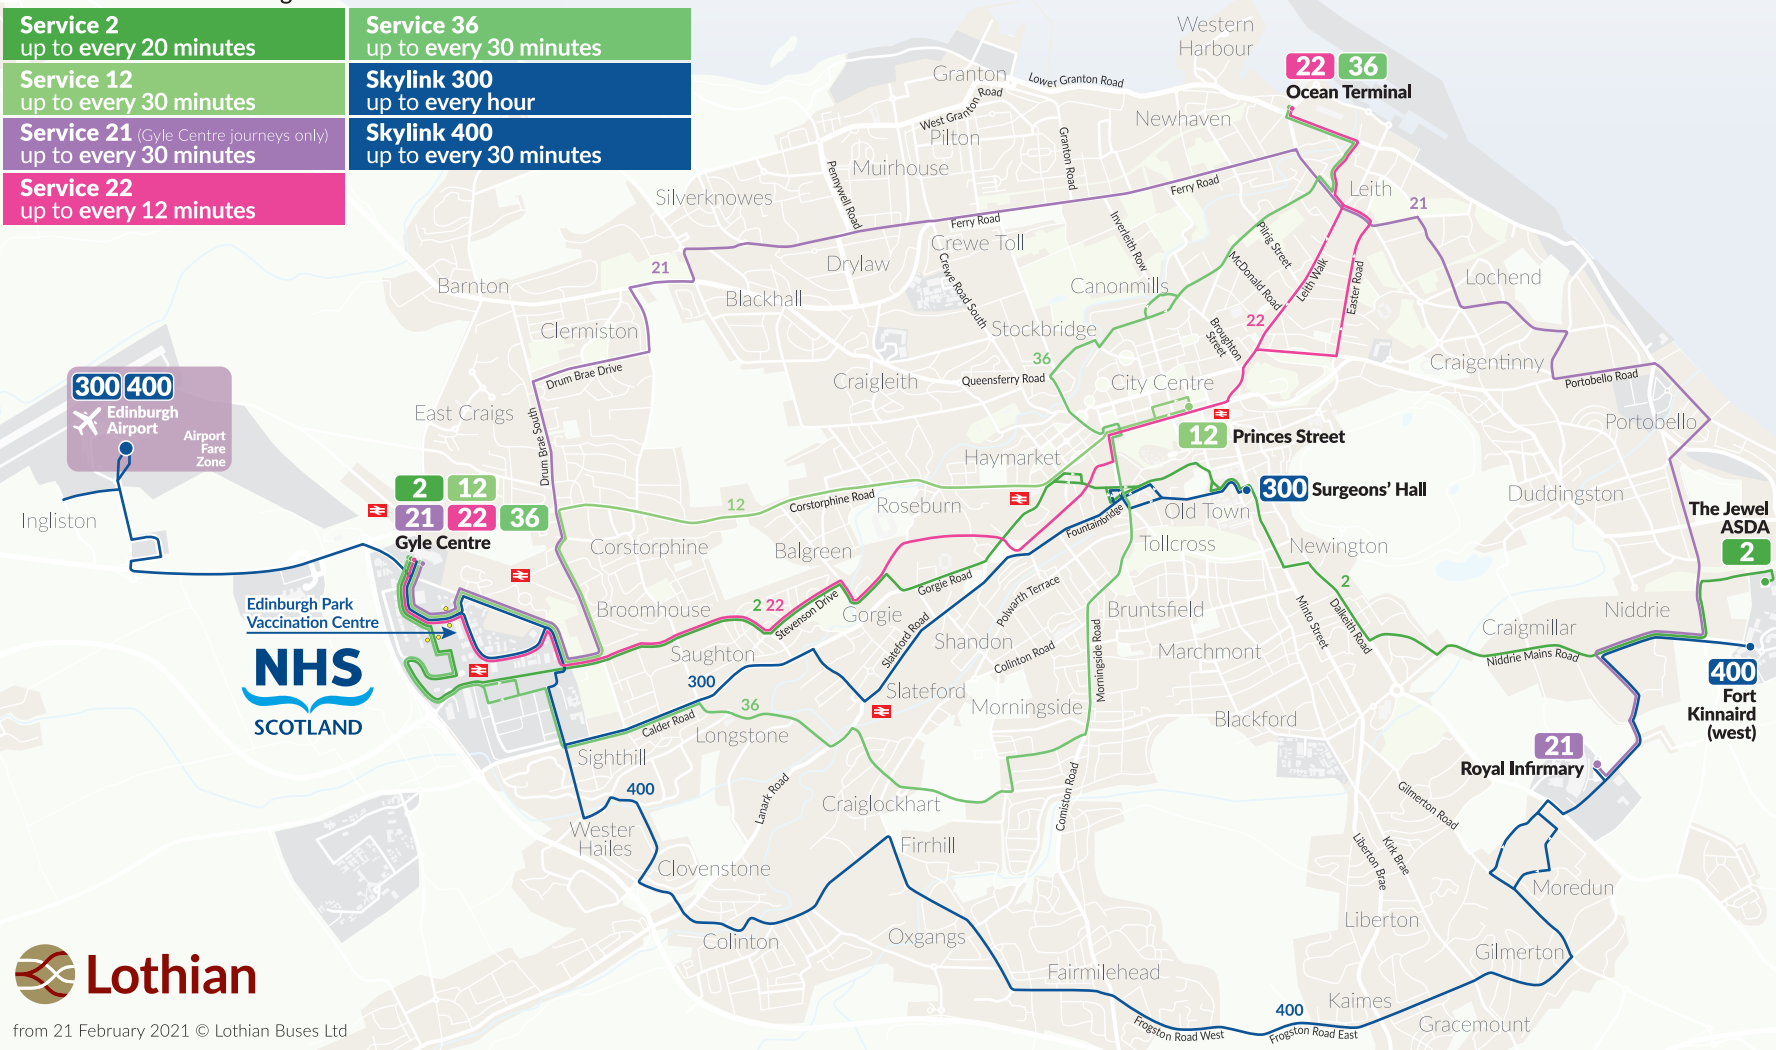 Service 2
up to every 20 minutes
Service 36
up to every 30 minutes
Service 12
up to every 30 minutes
Skylink 300
up to every hour
Service 21 (Gyle Centre journeys only)
up to every 30 minutes
Skylink 400
up to every 30 minutes
Service 22
up to every 12 minutes
Western
Harbour
22 36
Ocean Terminal
Granton
Lower Granton Road
West Granton Road
Pilton
Granton Road
Newhaven
Muirhouse
Pennywell Road
Silverknowes
Ferry Road
Leith
21
Ferry Road
Inverleith Row
Pilrig Street
Crewe Toll
Drylaw
Crewe Road South
McDonald Road
Leith Walk
Easter Road
Lochend
21
Barnton
Blackhall
Canonmills
Clermiston
Stockbridge
22
Broughton
Street
36
Craigentinny
Drum Brae Drive
Craigleith
Queensferry Road
City Centre
Portobello Road
300 400
Edinburgh
Airport
Airport
Fare
Zone
East Craigs
Drum Brae South
Portobello
12 Princes Street
Haymarket
2 12
21 22 36
Gyle Centre
12
Corstorphine Road
Roseburn
300 Surgeons' Hall
Duddingston
The Jewel
ASDA
2
Ingliston
Fountainbridge
Old Town
Corstorphine
Balgreen
Tollcross
Newington
Edinburgh Park
Vaccination Centre
NHS
SCOTLAND
Broomhouse
2 22
Stevenson Drive
Gorgie
Gorgie Road
Polwarth Terrace
Bruntsfield
2
Minto Street
Dalkeith Road
Niddrie
Craigmillar
Niddrie Mains Road
Saughton
Slateford Road
Shandon
Colinton Road
Morningside Road
Marchmont
300
Slateford
36
Morningside
Calder Road
Longstone
Blackford
400
Fort
Kinnaird
(west)
21
Royal Infirmary
Sighthill
400
Lanark Road
Craiglockhart
Comiston Road
Gilmerton Road
Wester
Hailes
Firrhill
Liberton Brae
Kirk Brae
Clovenstone
Moredun
Liberton
Colinton
Oxgangs
Gilmerton
Fairmilehead
Kaimes
400
Gracemount
Frogston Road West
Frogston Road East
Lothian
from 21 February 2021 © Lothian Buses Ltd